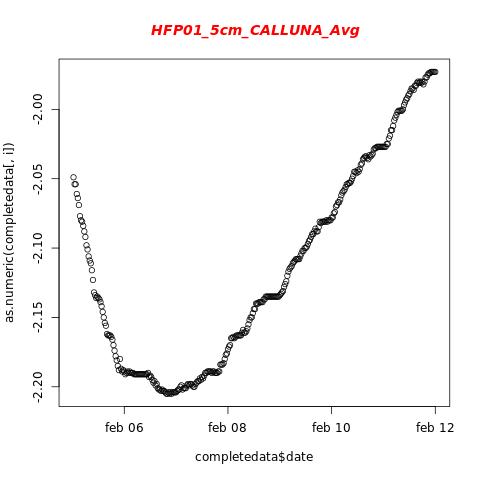 HFP01_5cm_CALLUNA_Avg
as.numeric(completedata[, i])
-2.00
-2.05
-2.10
-2.15
-2.20
feb 06
feb 08
feb 10
feb 12
completedata$date